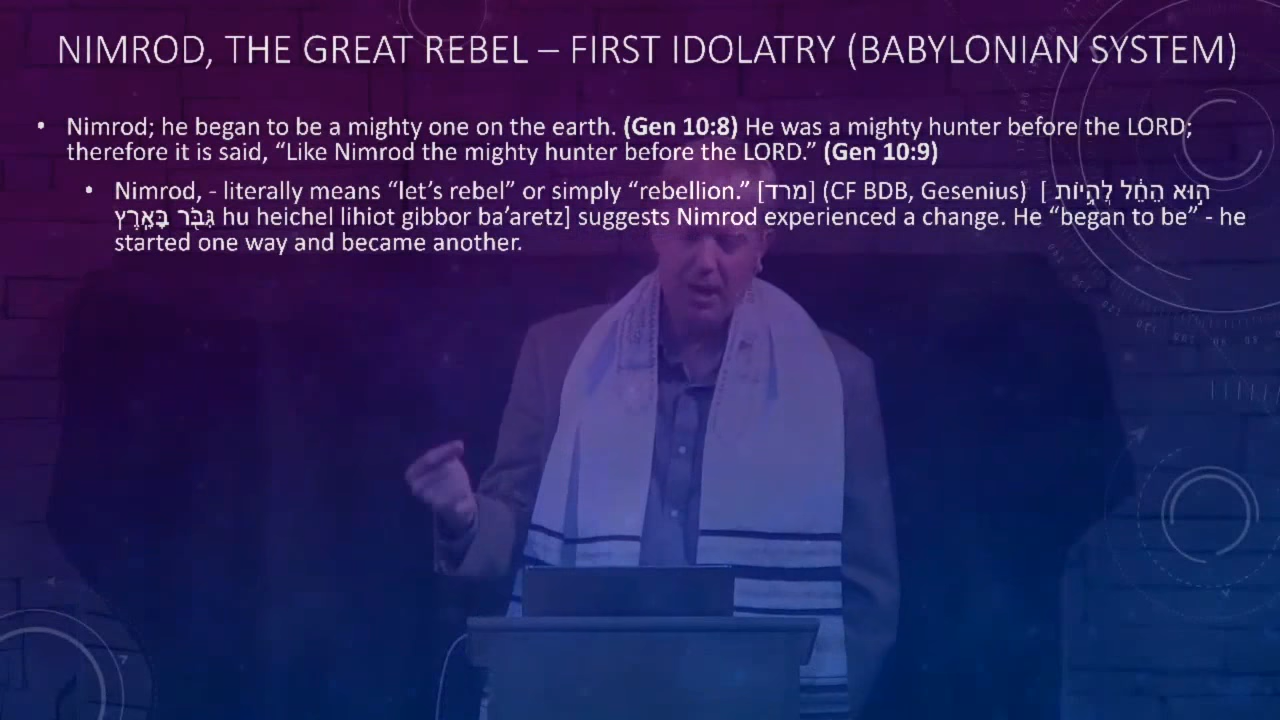 NIMROD, THE GREAT REBEL – FIRST IDOLATRY (BABYLONIAN SYSTEM)
• Nimrod; he began to be a mighty one on the earth. (Gen 10:8) He was a mighty hunter before the LORD;
therefore it is said, “Like Nimrod the mighty hunter before the LORD.” (Gen 10:9)
• Nimrod, - literally means “let’s rebel” or simply “rebellion.” [מרד] (CF BDB, Gesenius) [ ה֣וּא הֵחֵ֔ל לִֽהְי֥וֹת
גִּבֹּ֖ר בָּאָֽרֶץ hu heichel lihiot gibbor ba’aretz] suggests Nimrod experienced a change. He “began to be” - he
started one way and became another.